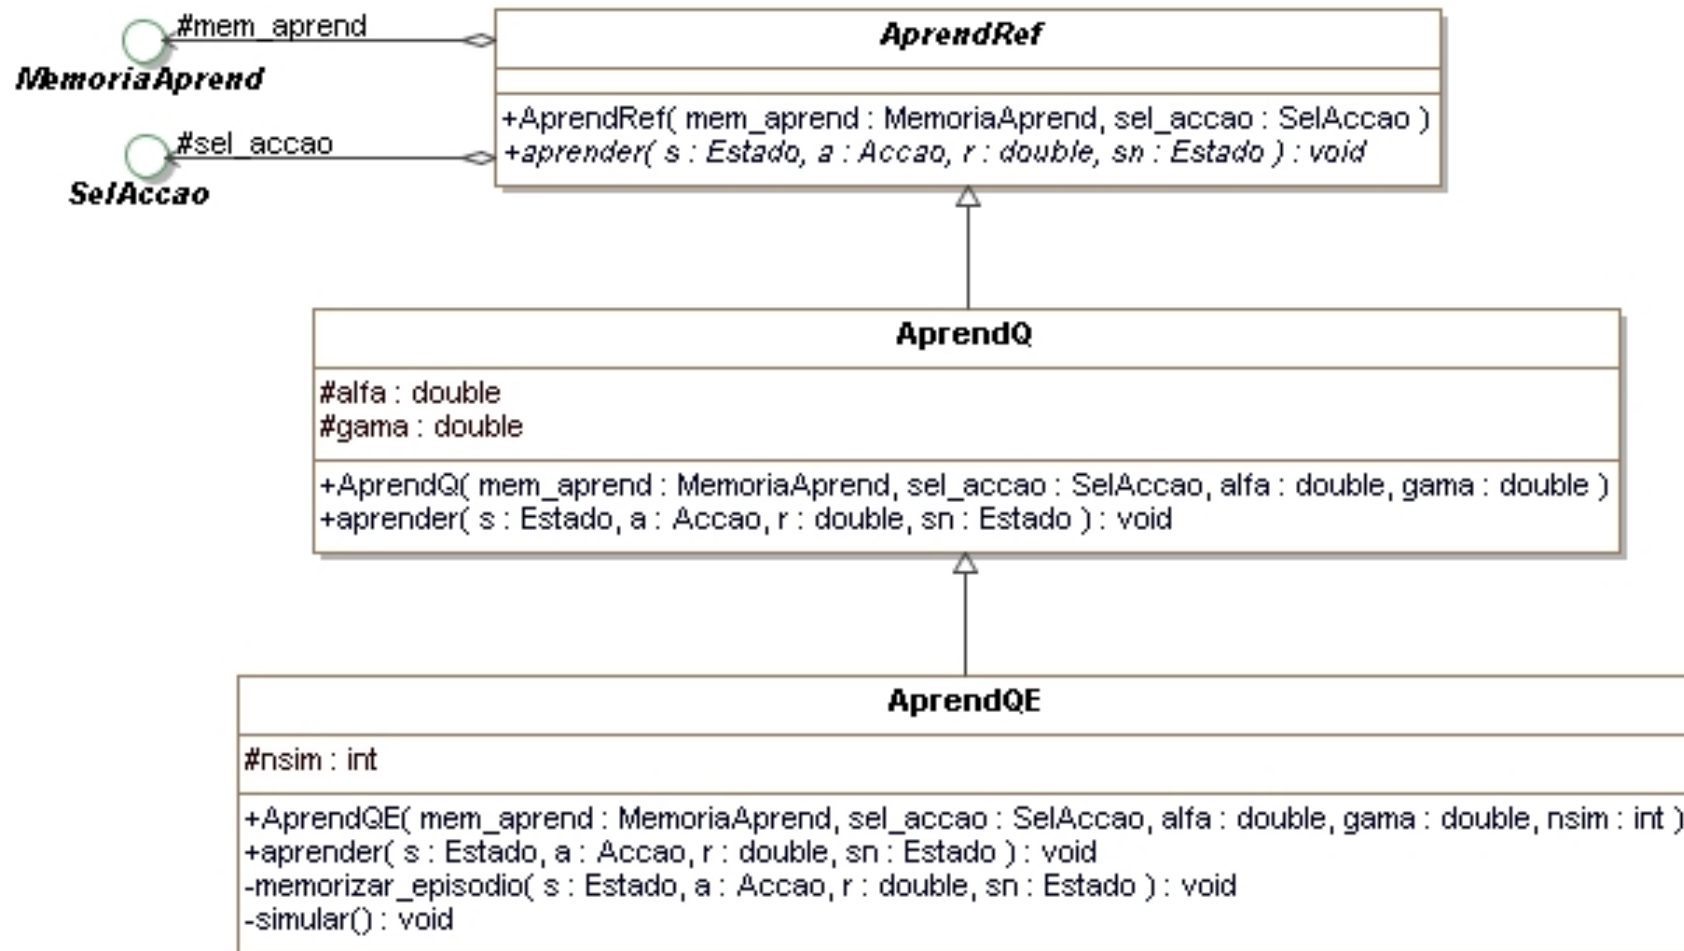 #mem_aprend
MemoriaAprend
#sel_accao
SelAccao
AprendRef
+AprendRef( mem_aprend : MemoriaAprend, sel_accao : SelAccao )
+aprender( s : Estado, a : Accao, r : double, sn : Estado ) : void
AprendQ
#alfa : double
#gama : double
+AprendQ( mem_aprend : MemoriaAprend, sel_accao : SelAccao, alfa : double, gama : double )
+aprender( s : Estado, a : Accao, r : double, sn : Estado ) : void
AprendQE
#nsim : int
+AprendQE( mem_aprend : MemoriaAprend, sel_accao : SelAccao, alfa : double, gama : double, nsim : int )
+aprender( s : Estado, a : Accao, r : double, sn : Estado ) : void
-memorizar_episodio( s : Estado, a : Accao, r : double, sn : Estado ) : void
-simular() : void